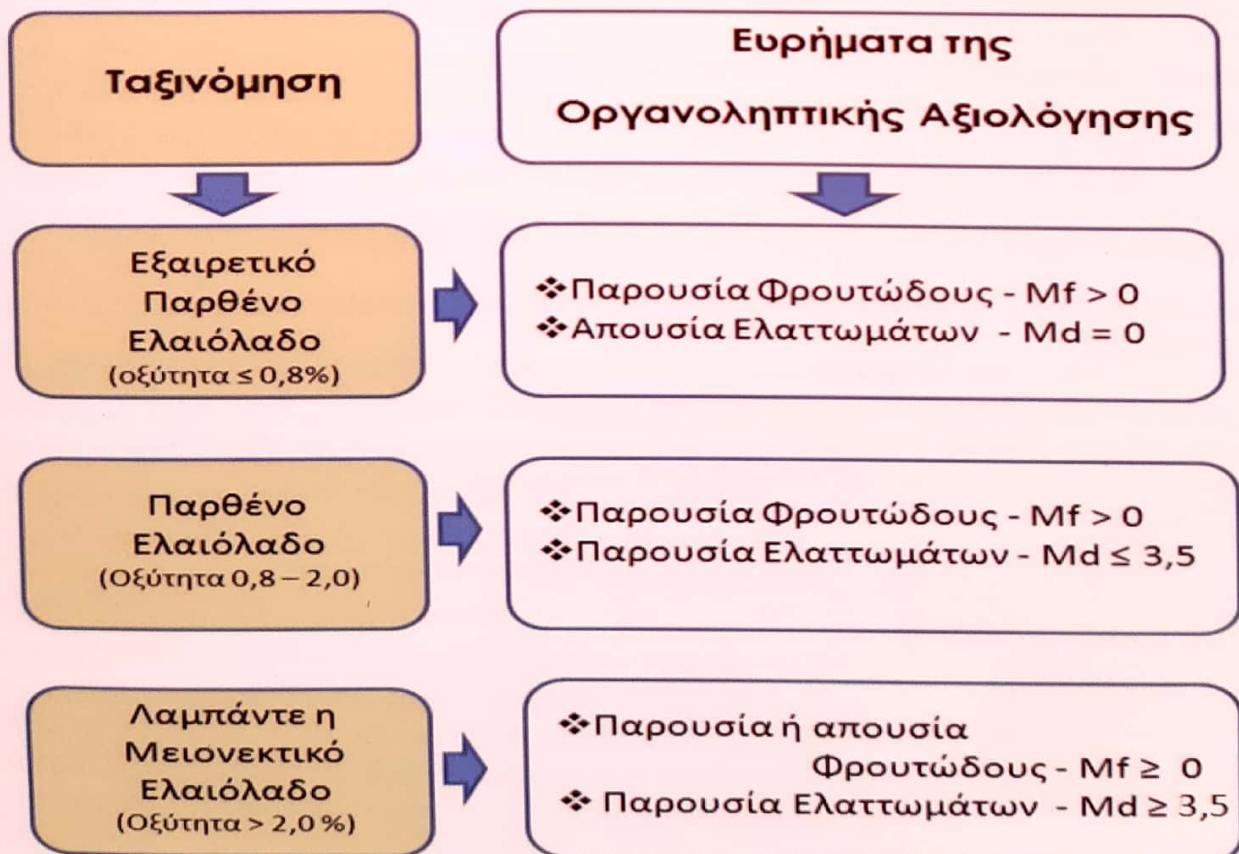 Ταξινόμηση
Ευρήματα της
Οργανοληπτικής Αξιολόγησης
Εξαιρετικό
Παρθένο
Ελαιόλαδο
(οξύτητα ≤ 0,8%)
❖Παρουσία Φρουτώδους - Mf > 0
❖Απουσία Ελαττωμάτων - Md = 0
Παρθένο
Ελαιόλαδο
(Οξύτητα 0,8 – 2,0)
❖Παρουσία Φρουτώδους - Mf > 0
❖Παρουσία Ελαττωμάτων - Md ≤ 3,5
Λαμπάντε η
Μειονεκτικό
Ελαιόλαδο
(Οξύτητα > 2,0 %)
❖Παρουσία ή απουσία
Φρουτώδους - Mf ≥ 0
❖ Παρουσία Ελαττωμάτων - Md ≥ 3,5